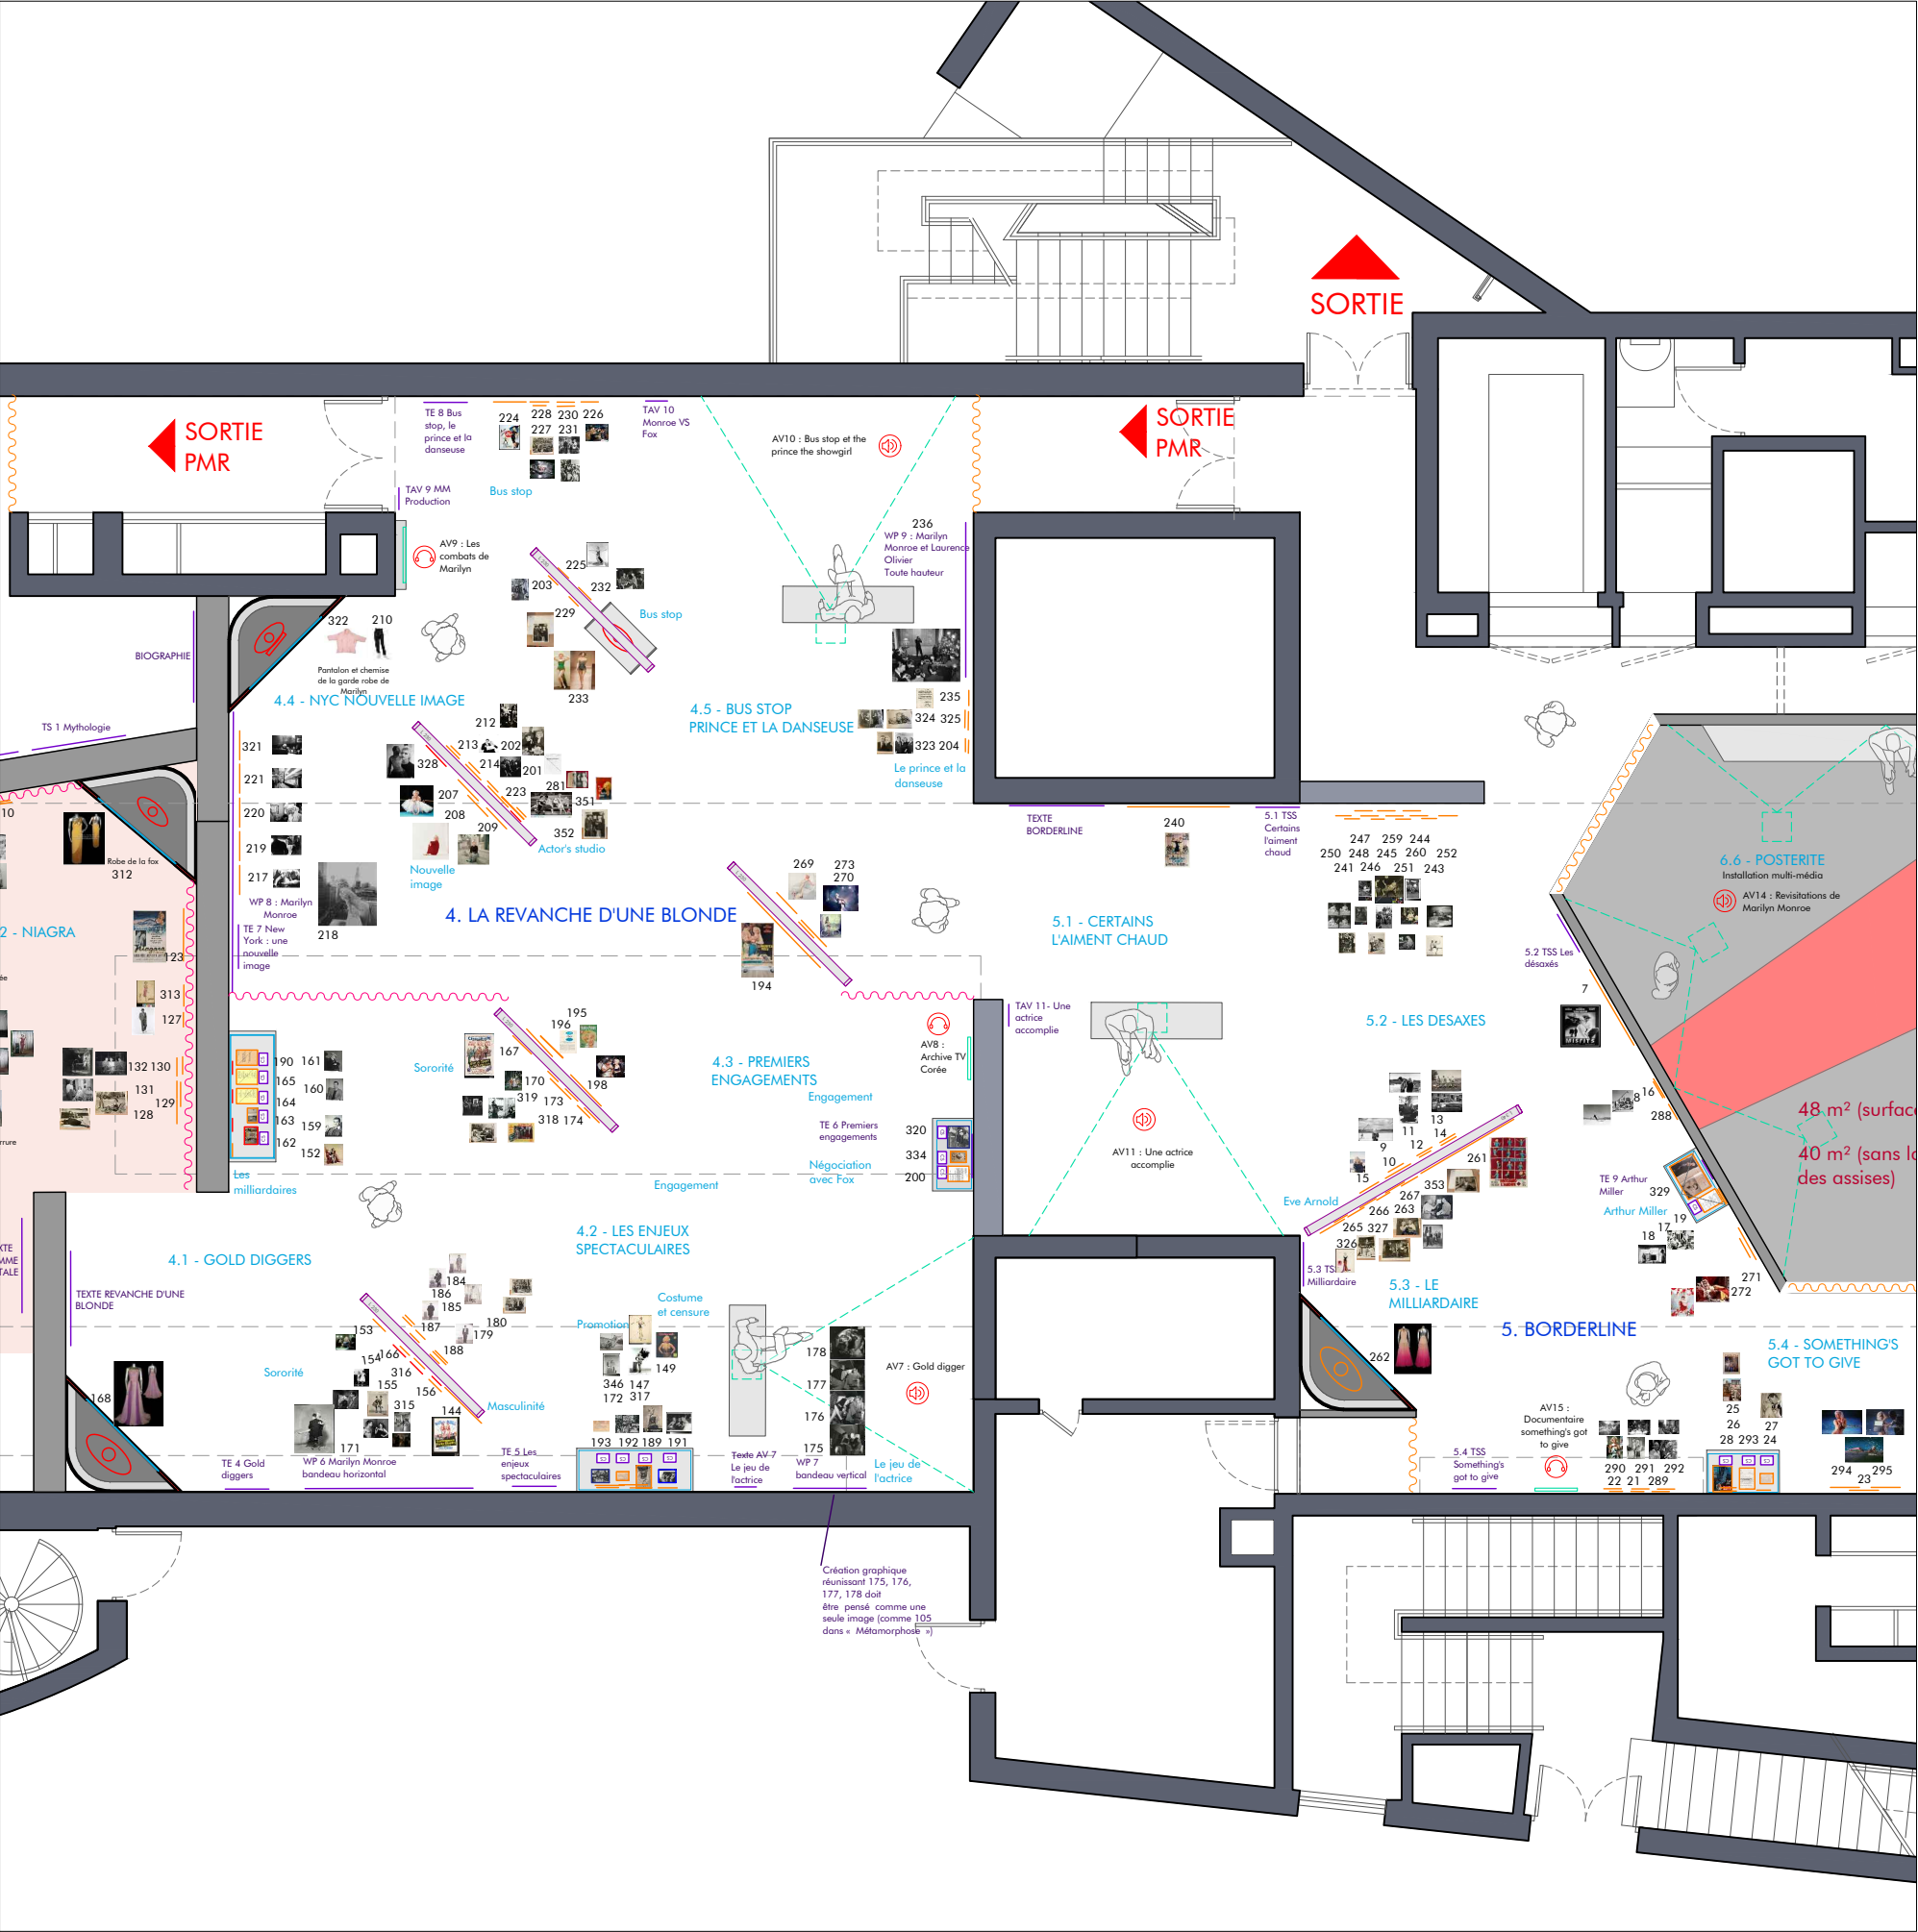 SORTIE
SORTIE
PMR
SORTIE
PMR
TE 8 Bus
stop, le
prince et la
danseuse
224
228 230 226
227 231
TAV 10
Monroe VS
Fox
AV10 : Bus stop et the
prince the showgirl
Bus stop
TAV 9 MM
Production
AV9 : Les
combats de
Marilyn
236
WP 9 : Marilyn
Monroe et Laurence
Olivier
Toute hauteur
225
203
232
229
Bus stop
233
322
210
Pantalon et chemise
de la garde robe de
Marilyn
BIOGRAPHIE
4.4 - NYC NOUVELLE IMAGE
4.5 - BUS STOP
PRINCE ET LA DANSEUSE
235
324 325
323 204
Le prince et la
danseuse
TS 1 Mythologie
321
221
220
219
217
212
213
202
328
214
201
281
207
223
351
208
209
352
Actor's studio
Nouvelle
image
10
Robe de la fox
312
WP 8 : Marilyn
Monroe
218
TE 7 New
York : une
nouvelle
image
4. LA REVANCHE D'UNE BLONDE
269
273
270
194
TEXTE
BORDERLINE
240
5.1 TSS
Certains
l'aiment
chaud
247 259 244
250 248 245 260 252
241 246 251 243
5.1 - CERTAINS
L'AIMENT CHAUD
6.6 - POSTERITE
Installation multi-média
AV14 : Revisitations de
Marilyn Monroe
5.2 TSS Les
désaxés
7
2 - NIAGRA
123
313
127
132 130
131
129
128
190 161
165
160
164
163
159
162
152
Les
milliardaires
Sororité
167
195
196
170
198
319 173
318 174
4.3 - PREMIERS
ENGAGEMENTS
Engagement
AV8 :
Archive TV
Corée
TE 6 Premiers
engagements
320
334
200
Négociation
avec Fox
Engagement
TAV 11- Une
actrice
accomplie
AV11 : Une actrice
accomplie
5.2 - LES DESAXES
16
8
288
13
11
14
12
9
10
15
261
353
267
266 263
265 327
326
Eve Arnold
48 m² (surfac
40 m² (sans la
des assises)
TE 9 Arthur
Miller
329
Arthur Miller
19
17
18
271
272
5.3 TSS
Milliardaire
5.3 - LE
MILLIARDAIRE
5. BORDERLINE
262
5.4 - SOMETHING'S
GOT TO GIVE
4.1 - GOLD DIGGERS
4.2 - LES ENJEUX
SPECTACULAIRES
TEXTE REVANCHE D'UNE
BLONDE
184
186
185
187
180
179
188
153
154
166
316
155
156
315
144
Sororité
Masculinité
171
168
Costume
et censure
Promotion
149
346 147
172 317
193 192 189 191
178
177
176
175
AV7 : Gold digger
TE 4 Gold
diggers
WP 6 Marilyn Monroe
bandeau horizontal
TE 5 Les
enjeux
spectaculaires
Texte AV 7
Le jeu de
l'actrice
WP 7
bandeau vertical
Le jeu de
l'actrice
Création graphique
réunissant 175, 176,
177, 178 doit
être pensé comme une
seule image (comme 105
dans « Métamorphose »)
AV15 :
Documentaire
something's got
to give
5.4 TSS
Something's
got to give
290 291 292
22 21 289
25
26
27
28 293 24
294
23
295